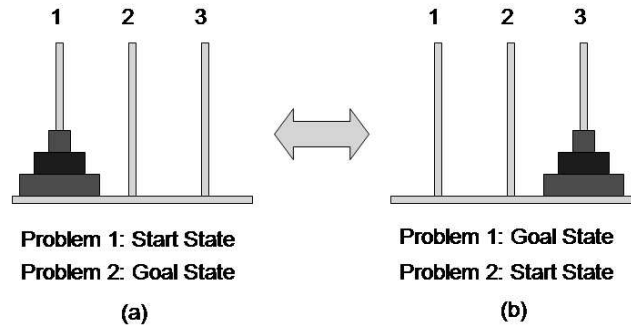 1 2 3
1 2 3
Problem 1: Start State
Problem 2: Goal State
(a)
Problem 1: Goal State
Problem 2: Start State
(b)